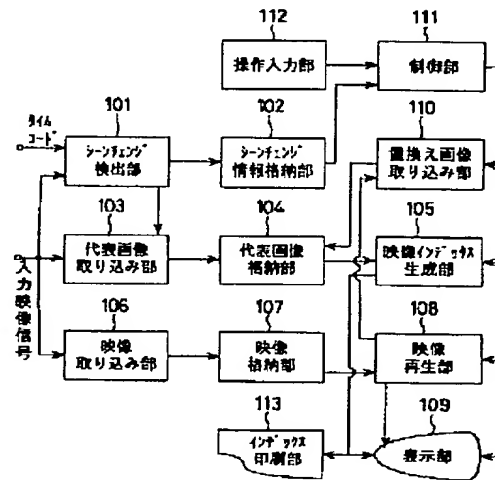 112
操作入力部
111
制御部
タイム
コード
101
シーンチェンジ
検出部
102
シーンチェンジ
情報格納部
110
置換え画像
取り込み部
103
代表画像
取り込み部
104
代表画像
格納部
105
映像インデックス
生成部
入力映像信号
106
映像
取り込み部
107
映像
格納部
108
映像
再生部
113
インデックス
印刷部
109
表示部